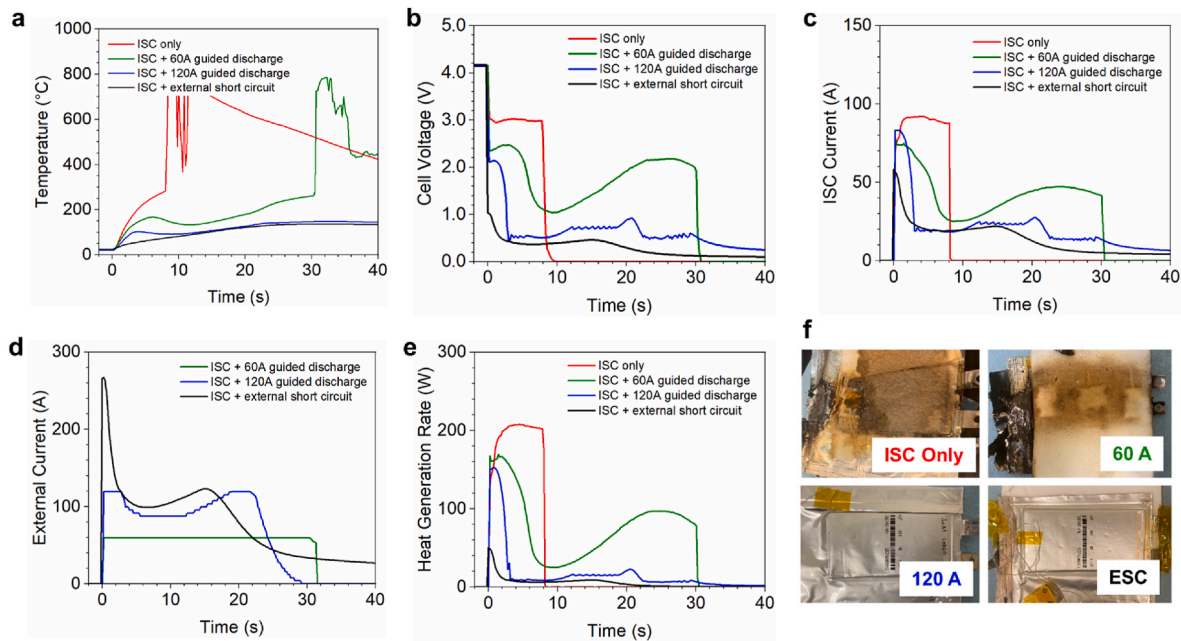 a
1000
800
600
400
200
0
Temperature (°C)
ISC only
ISC + 60A guided discharge
ISC + 120A guided discharge
ISC + external short circuit
0 10 20 30 40
Time (s)
b
5.0
4.0
3.0
2.0
1.0
0.0
Cell Voltage (V)
ISC only
ISC + 60A guided discharge
ISC + 120A guided discharge
ISC + external short circuit
0 10 20 30 40
Time (s)
c
150
100
50
0
ISC Current (A)
ISC only
ISC + 60A guided discharge
ISC + 120A guided discharge
ISC + external short circuit
0 10 20 30 40
Time (s)
d
300
200
100
0
External Current (A)
ISC + 60A guided discharge
ISC + 120A guided discharge
ISC + external short circuit
0 10 20 30 40
Time (s)
e
300
200
100
0
Heat Generation Rate (W)
ISC only
ISC + 60A guided discharge
ISC + 120A guided discharge
ISC + external short circuit
0 10 20 30 40
Time (s)
f
ISC Only
60 A
120 A
ESC